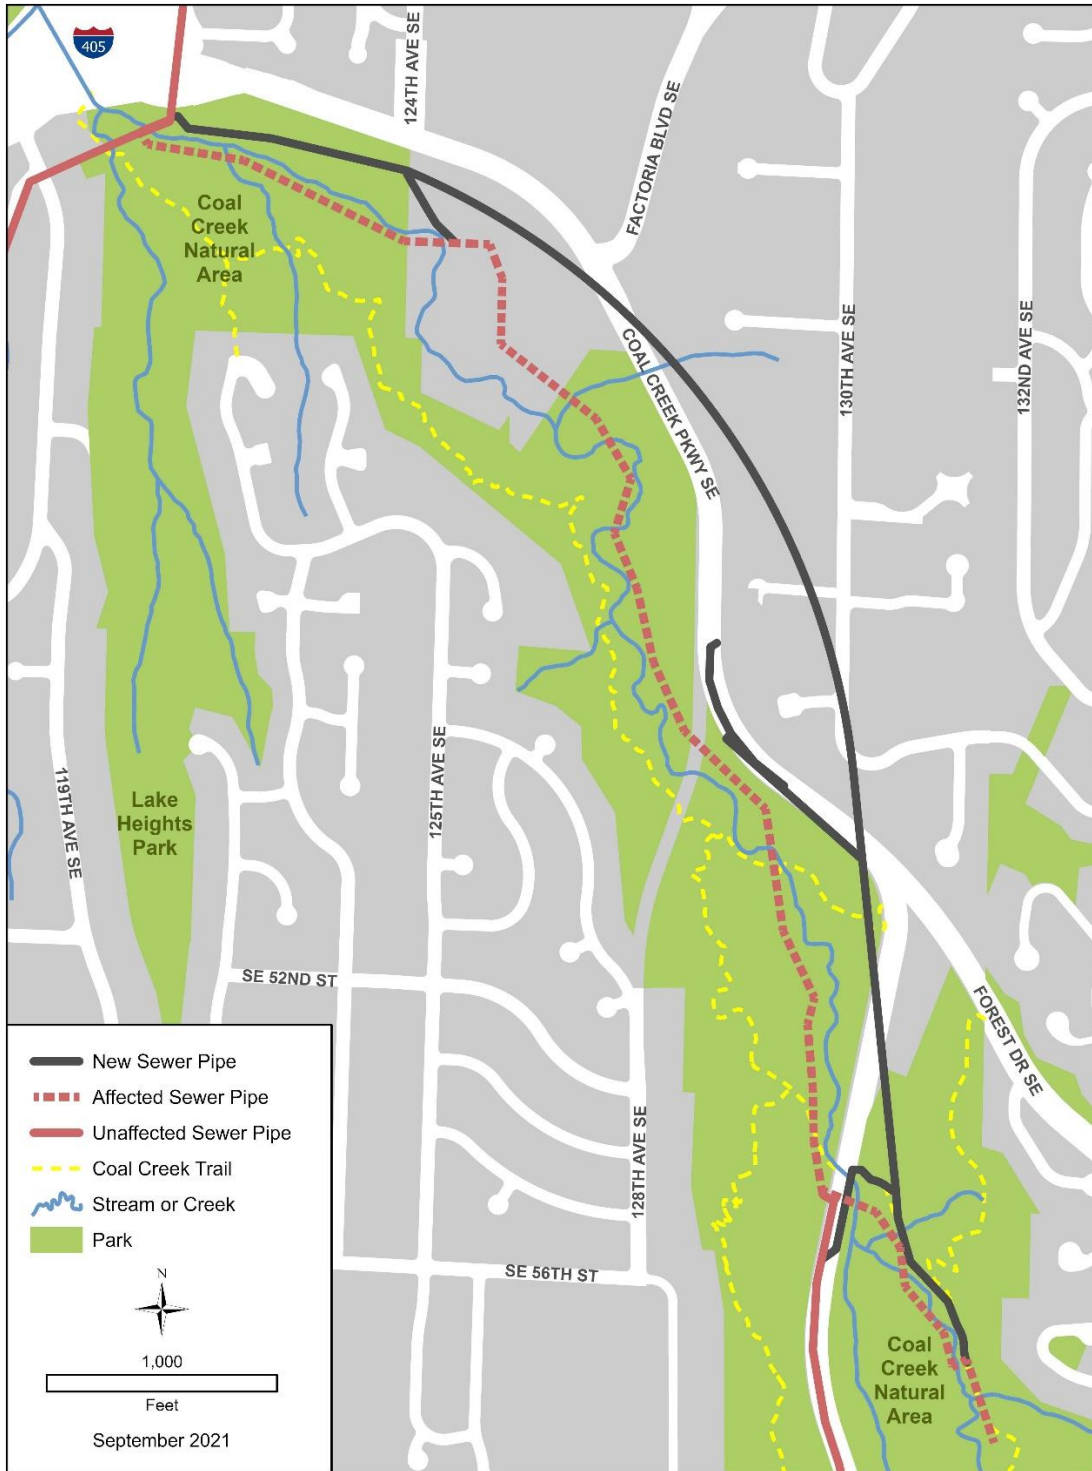 405
124TH AVE SE
FACTORIA BLVD SE
Coal
Creek
Natural
Area
COAL CREEK PKWY SE
130TH AVE SE
132ND AVE SE
119TH AVE SE
Lake
Heights
Park
125TH AVE SE
SE 52ND ST
FOREST DR SE
128TH AVE SE
SE 56TH ST
Coal
Creek
Natural
Area
New Sewer Pipe
Affected Sewer Pipe
Unaffected Sewer Pipe
Coal Creek Trail
Stream or Creek
Park
N
1,000
Feet
September 2021